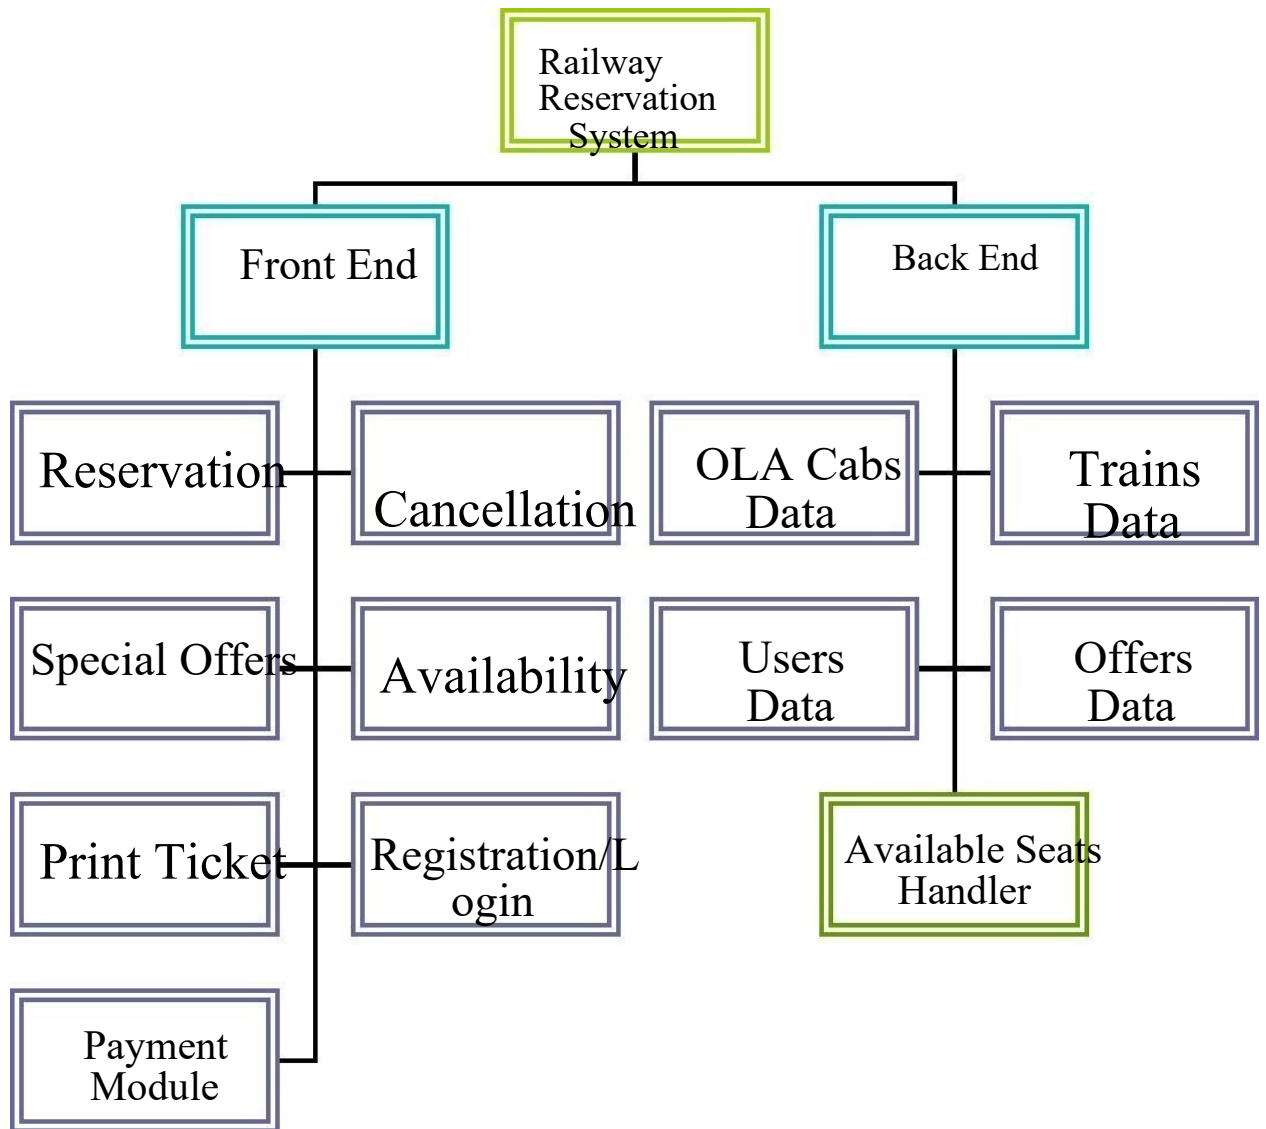 Railway
Reservation
System
Front End
Back End
Reservation
Cancellation
OLA Cabs
Data
Trains
Data
Special Offers
Availability
Users
Data
Offers
Data
Print Ticket
Registration/L
ogin
Available Seats
Handler
Payment
Module